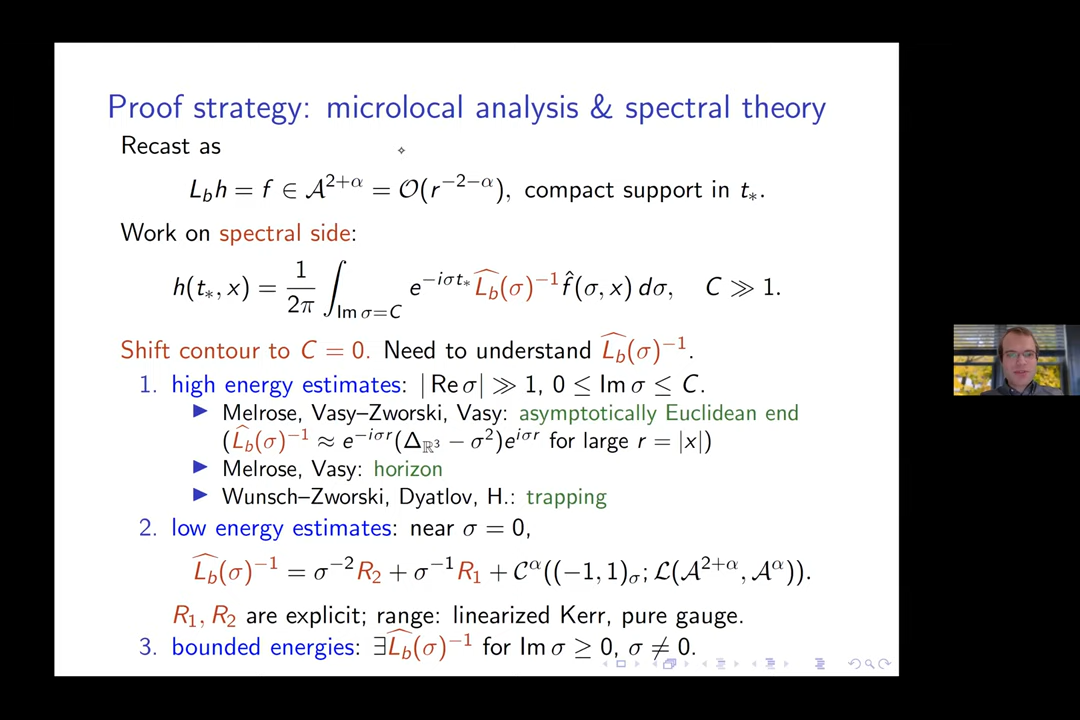 Proof strategy: microlocal analysis & spectral theory
Recast as
L_b h = f ∈ 𝒜^{2+α} = 𝒪(r^{−2−α}), compact support in t_*.
Work on spectral side:
h(t_*, x) = \frac{1}{2π} ∫_{Im σ=C} e^{−iσt_*} \widehat{L_b}(σ)^{−1} \hat{f}(σ, x) dσ, C ≫ 1.
Shift contour to C = 0. Need to understand \widehat{L_b}(σ)^{−1}.
1. high energy estimates: |Re σ| ≫ 1, 0 ≤ Im σ ≤ C.
▶ Melrose, Vasy–Zworski, Vasy: asymptotically Euclidean end
(\widehat{L_b}(σ)^{−1} ≈ e^{−iσr}(Δ_{ℝ^3} − σ^2)e^{iσr} for large r = |x|)
▶ Melrose, Vasy: horizon
▶ Wunsch–Zworski, Dyatlov, H.: trapping
2. low energy estimates: near σ = 0,
\widehat{L_b}(σ)^{−1} = σ^{−2}R_2 + σ^{−1}R_1 + 𝒞^α((−1, 1)_σ; ℒ(𝒜^{2+α}, 𝒜^α)).
R_1, R_2 are explicit; range: linearized Kerr, pure gauge.
3. bounded energies: ∃\widehat{L_b}(σ)^{−1} for Im σ ≥ 0, σ ≠ 0.